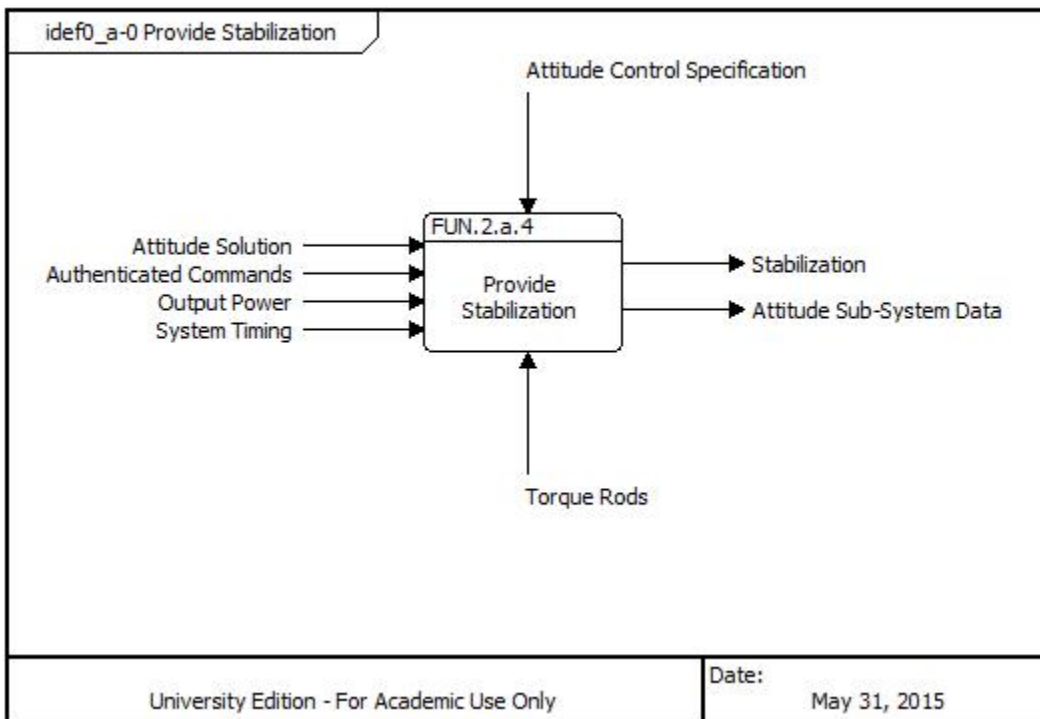 idef0_a-0 Provide Stabilization
Attitude Control Specification
FUN.2.a.4
Attitude Solution
Authenticated Commands
Output Power
System Timing
Provide
Stabilization
Stabilization
Attitude Sub-System Data
Torque Rods
University Edition - For Academic Use Only
Date:
May 31, 2015